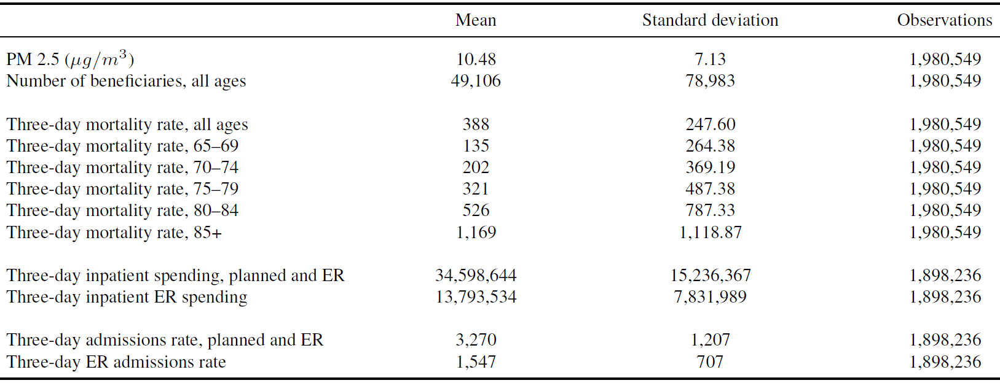 Mean Standard deviation Observations
PM 2.5 (μg/m³) 10.48 7.13 1,980,549
Number of beneficiaries, all ages 49,106 78,983 1,980,549
Three-day mortality rate, all ages 388 247.60 1,980,549
Three-day mortality rate, 65–69 135 264.38 1,980,549
Three-day mortality rate, 70–74 202 369.19 1,980,549
Three-day mortality rate, 75–79 321 487.38 1,980,549
Three-day mortality rate, 80–84 526 787.33 1,980,549
Three-day mortality rate, 85+ 1,169 1,118.87 1,980,549
Three-day inpatient spending, planned and ER 34,598,644 15,236,367 1,898,236
Three-day inpatient ER spending 13,793,534 7,831,989 1,898,236
Three-day admissions rate, planned and ER 3,270 1,207 1,898,236
Three-day ER admissions rate 1,547 707 1,898,236